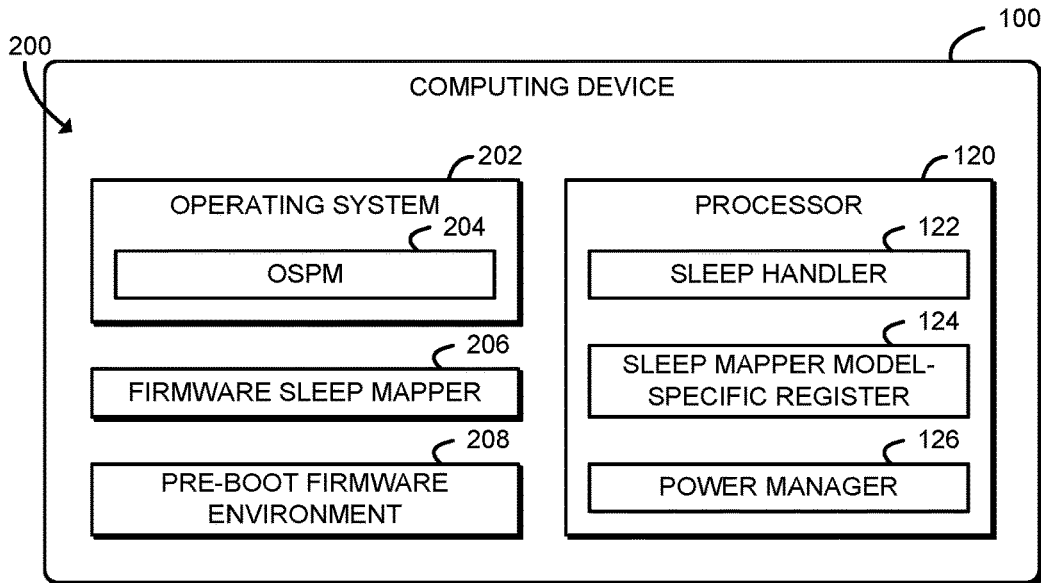 100
200
COMPUTING DEVICE
202
OPERATING SYSTEM
204
OSPM
206
FIRMWARE SLEEP MAPPER
208
PRE-BOOT FIRMWARE
ENVIRONMENT
120
PROCESSOR
122
SLEEP HANDLER
124
SLEEP MAPPER MODEL-
SPECIFIC REGISTER
126
POWER MANAGER